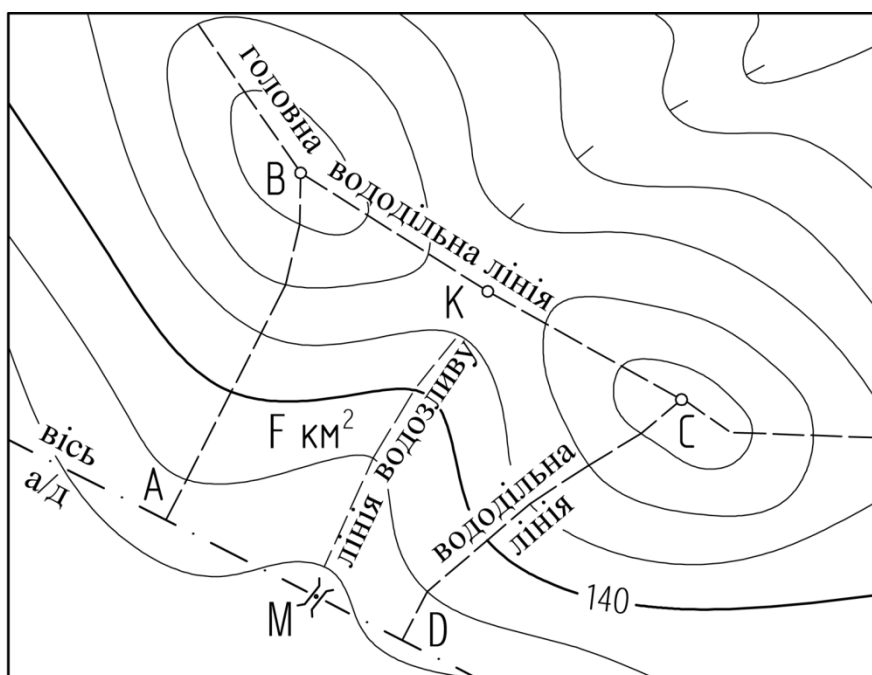 головна вододільна лінія
B
K
лінія водозливу
F км²
C
вісь
а/д
A
вододільна
лінія
140
M
D